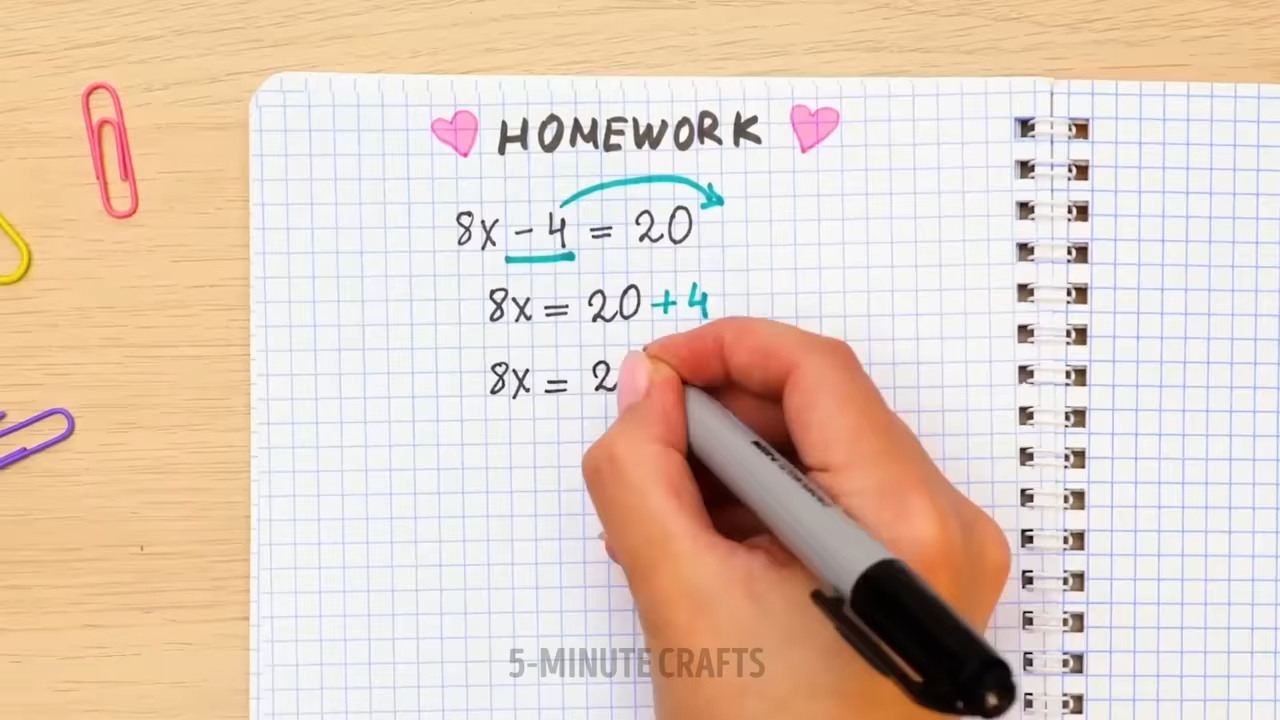 HOMEWORK
8x - 4 = 20
8x = 20 + 4
8x = 2
5-MINUTE CRAFTS